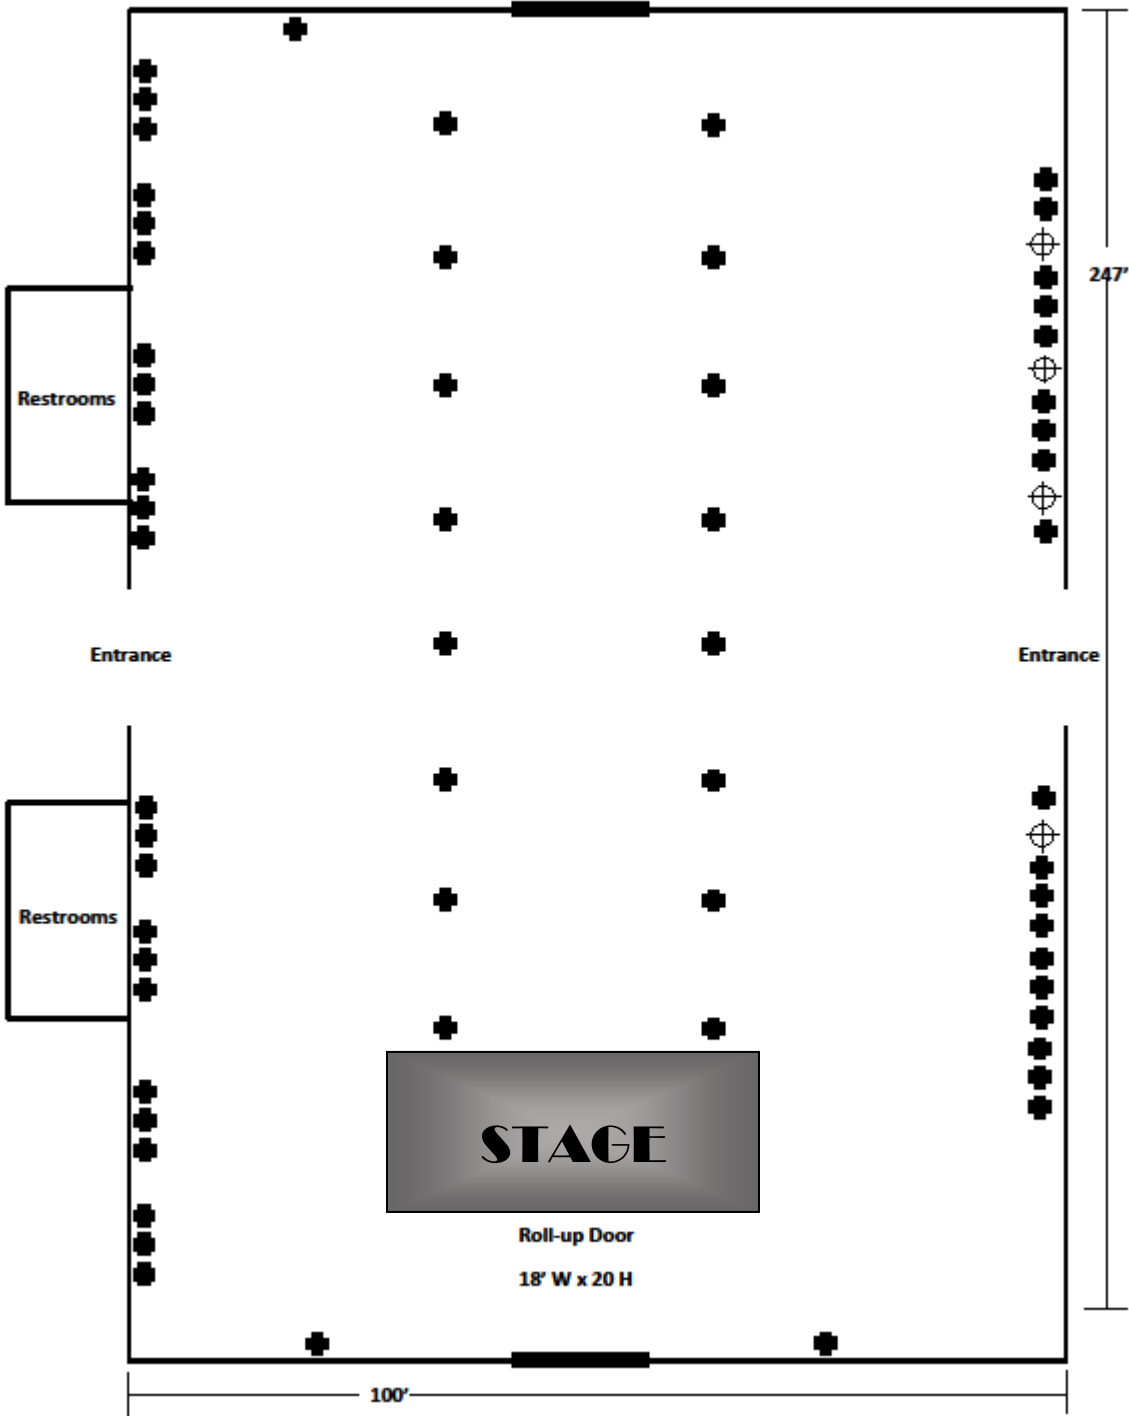 247’
Restrooms
Entrance
Entrance
Restrooms
STAGE
Roll-up Door
18’ W x 20 H
100’